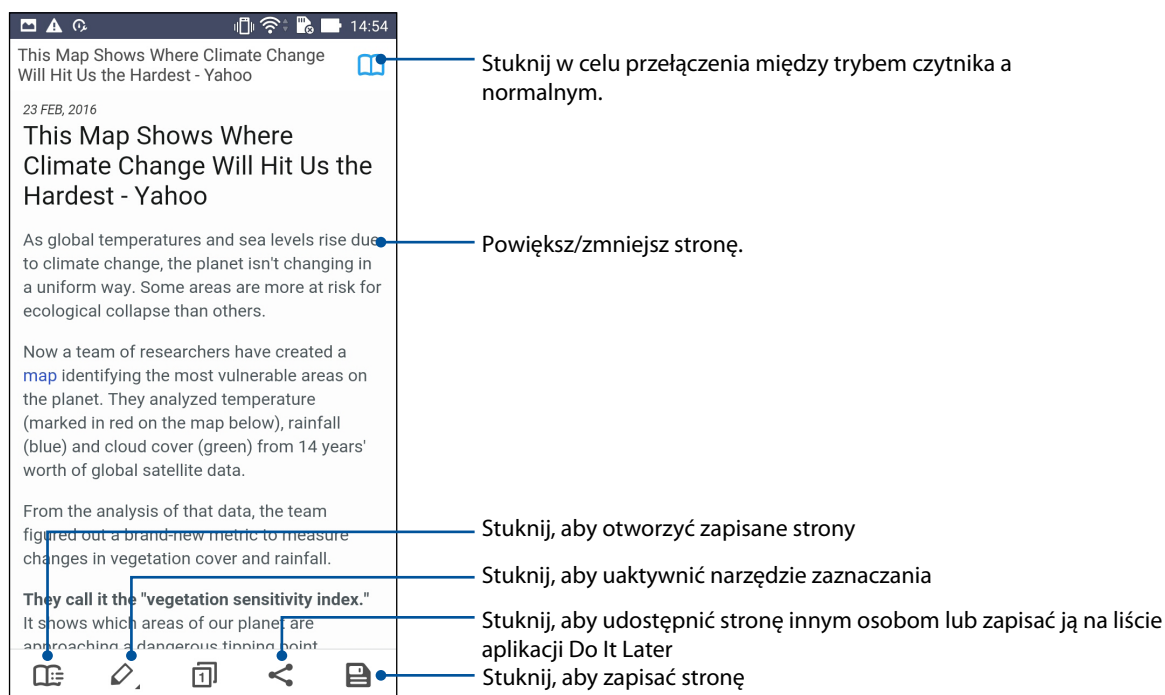 14:54
This Map Shows Where Climate Change
Will Hit Us the Hardest - Yahoo
23 FEB, 2016
This Map Shows Where
Climate Change Will Hit Us the
Hardest - Yahoo
As global temperatures and sea levels rise due
to climate change, the planet isn't changing in
a uniform way. Some areas are more at risk for
ecological collapse than others.
Now a team of researchers have created a
map identifying the most vulnerable areas on
the planet. They analyzed temperature
(marked in red on the map below), rainfall
(blue) and cloud cover (green) from 14 years'
worth of global satellite data.
From the analysis of that data, the team
figured out a brand-new metric to measure
changes in vegetation cover and rainfall.
They call it the "vegetation sensitivity index."
It shows which areas of our planet are
approaching a dangerous tipping point
1
Stuknij w celu przełączenia między trybem czytnika a
normalnym.
Powiększ/zmniejsz stronę.
Stuknij, aby otworzyć zapisane strony
Stuknij, aby uaktywnić narzędzie zaznaczania
Stuknij, aby udostępnić stronę innym osobom lub zapisać ją na liście
aplikacji Do It Later
Stuknij, aby zapisać stronę